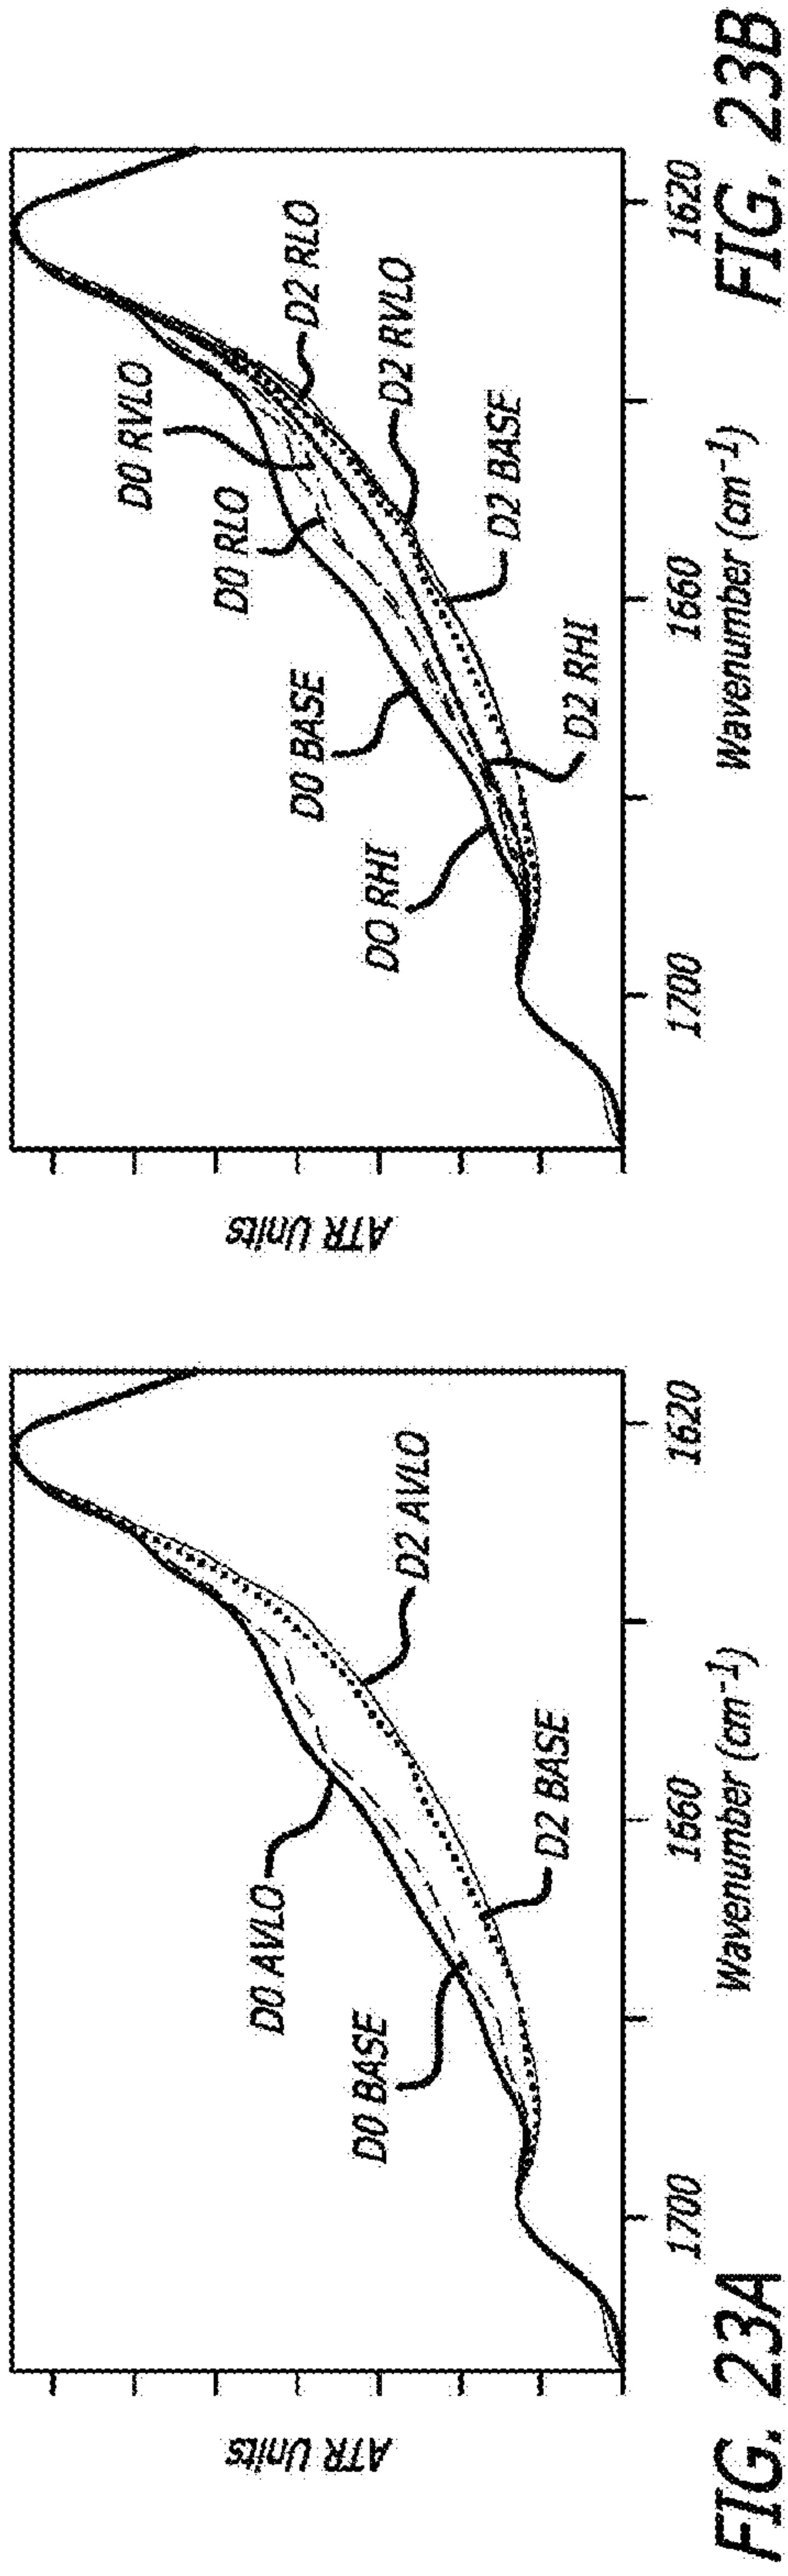 ATR Units
D0 AVLO
D0 BASE
D2 AVLO
D2 BASE
1700
1660
1620
Wavenumber (cm-1)
FIG. 23A
ATR Units
D0 RVLO
D0 RLO
D0 BASE
DO RHI
D2 RLO
D2 RVLO
D2 BASE
D2 RHI
1700
1660
1620
Wavenumber (cm-1)
FIG. 23B